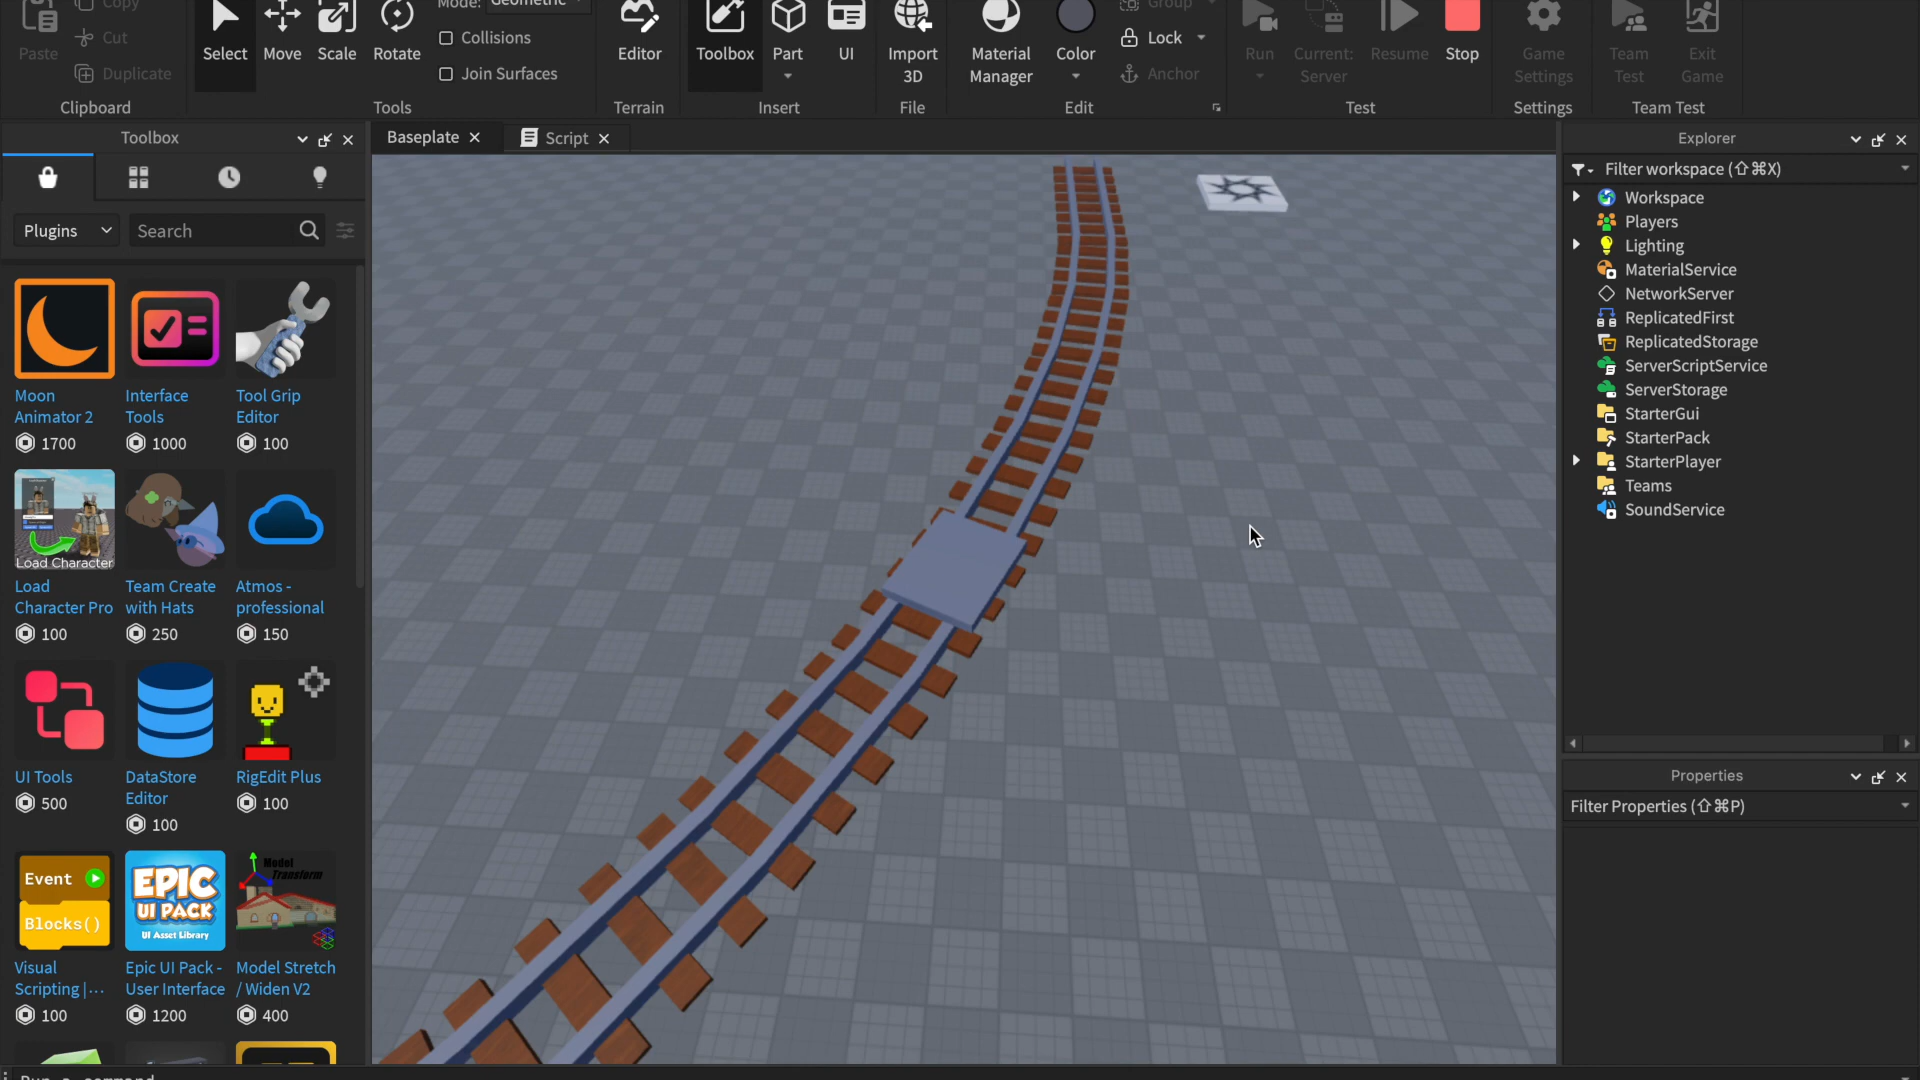 Mode: Geometric
Copy
Cut
Duplicate
Paste
Clipboard
Select
Move
Scale
Rotate
Collisions
Join Surfaces
Tools
Editor
Terrain
Toolbox
Part
UI
Insert
Import
3D
File
Material
Manager
Color
Group
Lock
Anchor
Edit
Run
Current:
Server
Resume
Stop
Test
Game
Settings
Settings
Team
Test
Exit
Game
Team Test
Toolbox
Plugins
Search
Moon
Animator 2
1700
Interface
Tools
1000
Tool Grip
Editor
100
Load Character
Load
Character Pro
100
Team Create
with Hats
250
Atmos -
professional
150
UI Tools
500
DataStore
Editor
100
RigEdit Plus
100
Event
Blocks()
Visual
Scripting |...
100
EPIC
UI PACK
UI Asset Library
Epic UI Pack -
User Interface
1200
Model
Transform
Model Stretch
/ Widen V2
400
Run a command
Baseplate
Script
Explorer
Filter workspace (⇧⌘X)
Workspace
Players
Lighting
MaterialService
NetworkServer
ReplicatedFirst
ReplicatedStorage
ServerScriptService
ServerStorage
StarterGui
StarterPack
StarterPlayer
Teams
SoundService
Properties
Filter Properties (⇧⌘P)